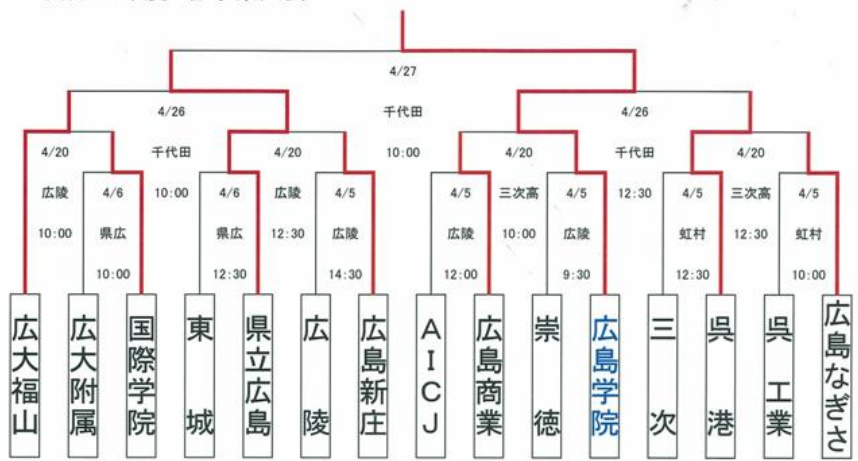 4/27
4/26
千代田
4/26
4/20
千代田
4/20
10:00
4/20
千代田
4/20
広陵
4/6
10:00
4/6
広陵
4/5
4/5
三次高
4/5
12:30
4/5
三次高
4/5
10:00
県広
県広
12:30
広陵
広陵
10:00
広陵
虹村
12:30
虹村
10:00
12:30
14:30
12:00
9:30
12:30
10:00
広大福山
広大附属
国際学院
東城
県立広島
広陵
広島新庄
AICJ
広島商業
崇徳
広島学院
三次
呉港
呉工業
広島なぎさ